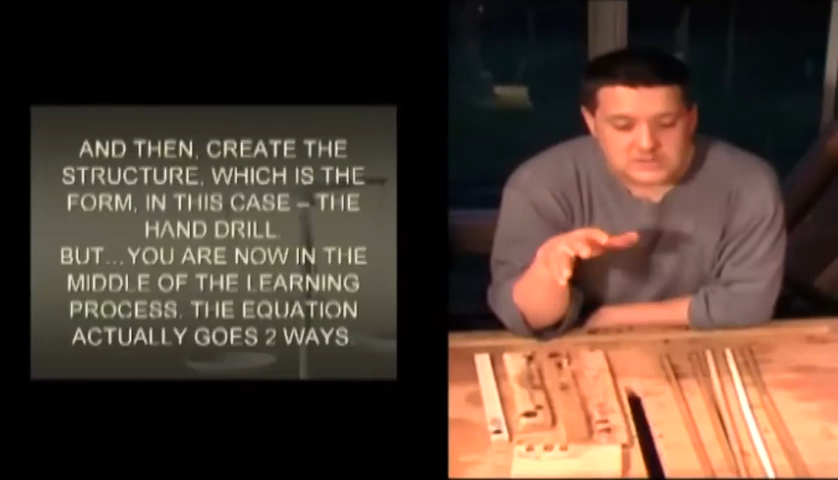 AND THEN, CREATE THE
STRUCTURE, WHICH IS THE
FORM, IN THIS CASE – THE
HAND DRILL.
BUT...YOU ARE NOW IN THE
MIDDLE OF THE LEARNING
PROCESS. THE EQUATION
ACTUALLY GOES 2 WAYS.